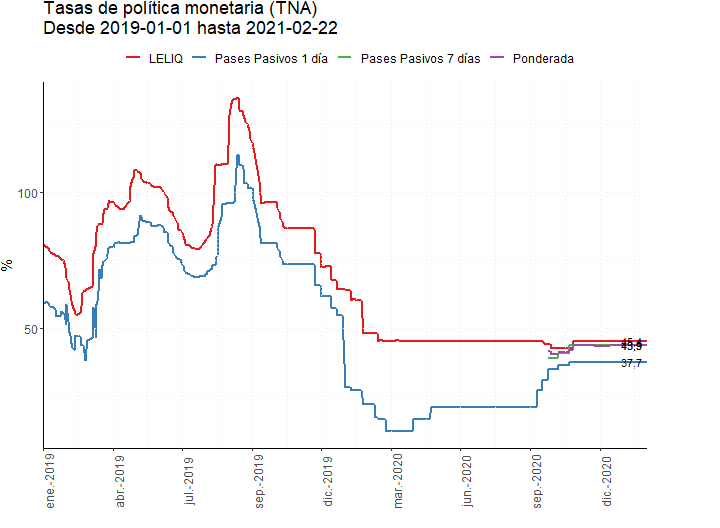 Tasas de política monetaria (TNA)
Desde 2019-01-01 hasta 2021-02-22
LELIQ Pases Pasivos 1 día Pases Pasivos 7 días Ponderada
%
100
50
37,7
ene.-2019 abr.-2019 jul.-2019 sep.-2019 dic.-2019 mar.-2020 jun.-2020 sep.-2020 dic.-2020